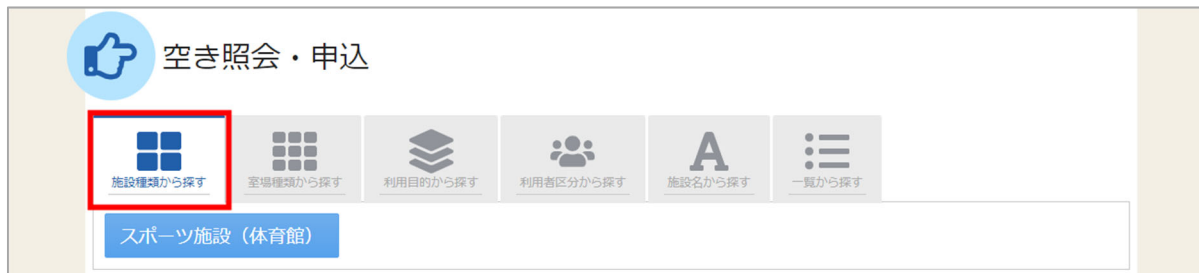 空き照会・申込
施設種類から探す 室場種類から探す 利用目的から探す 利用者区分から探す 施設名から探す 一覧から探す
スポーツ施設（体育館）